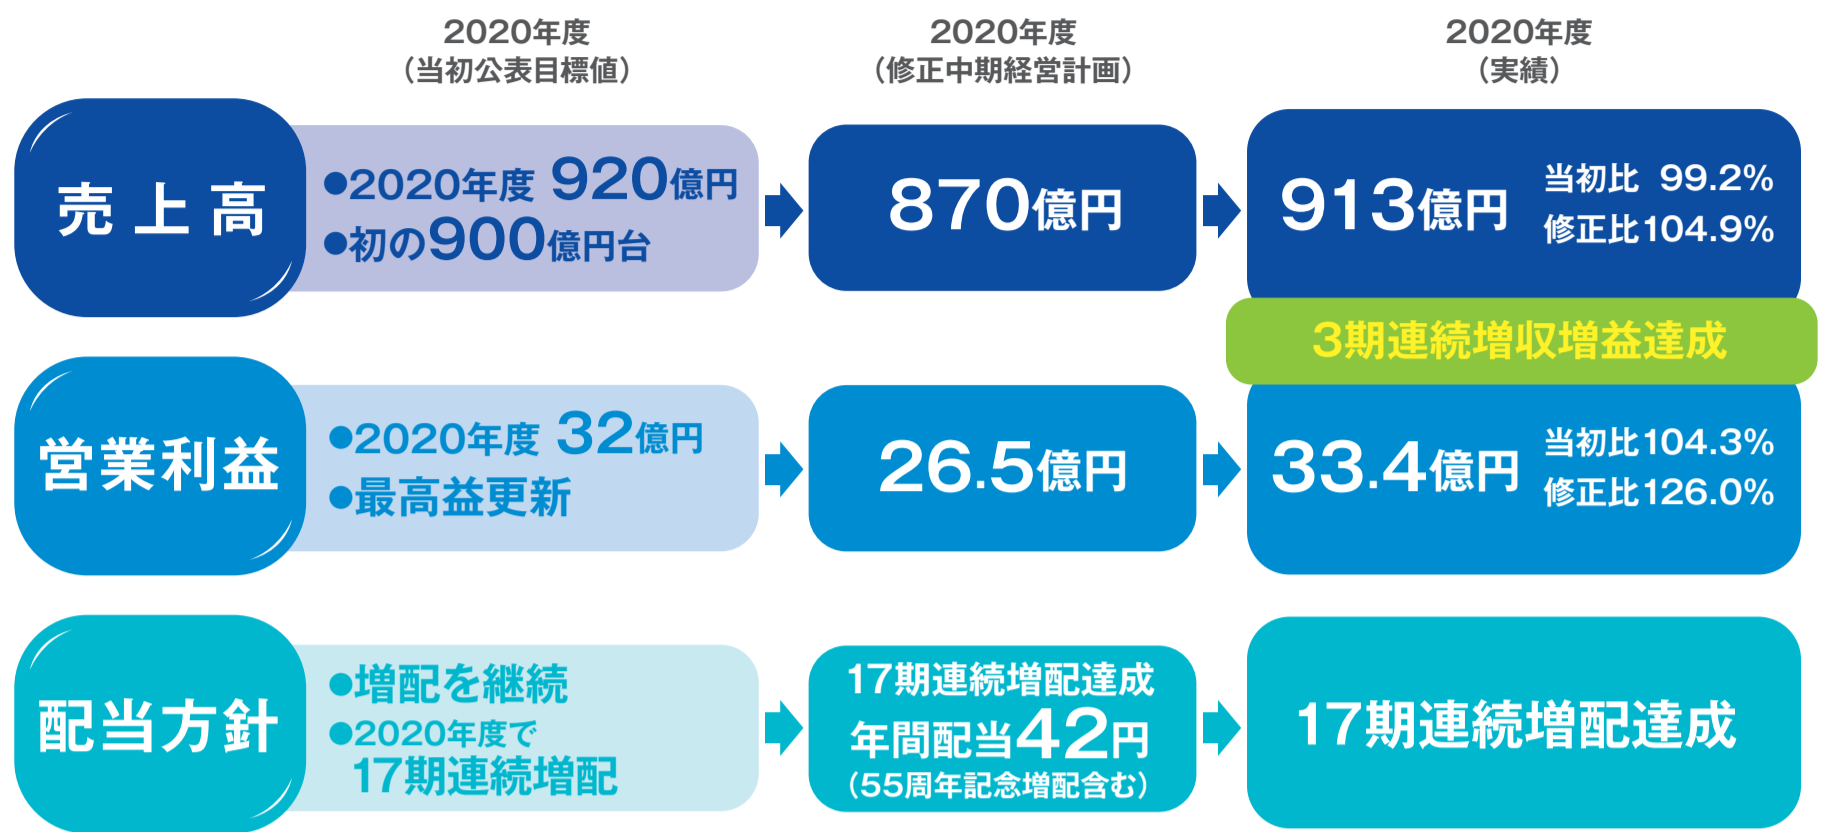 2020年度
（当初公表目標値）
2020年度
（修正中期経営計画）
2020年度
（実績）
売上高
●2020年度 920億円
●初の900億円台
870億円
913億円
当初比 99.2%
修正比104.9%
3期連続増収増益達成
営業利益
●2020年度 32億円
●最高益更新
26.5億円
33.4億円
当初比104.3%
修正比126.0%
配当方針
●増配を継続
●2020年度で
17期連続増配
17期連続増配達成
年間配当42円
（55周年記念増配含む）
17期連続増配達成